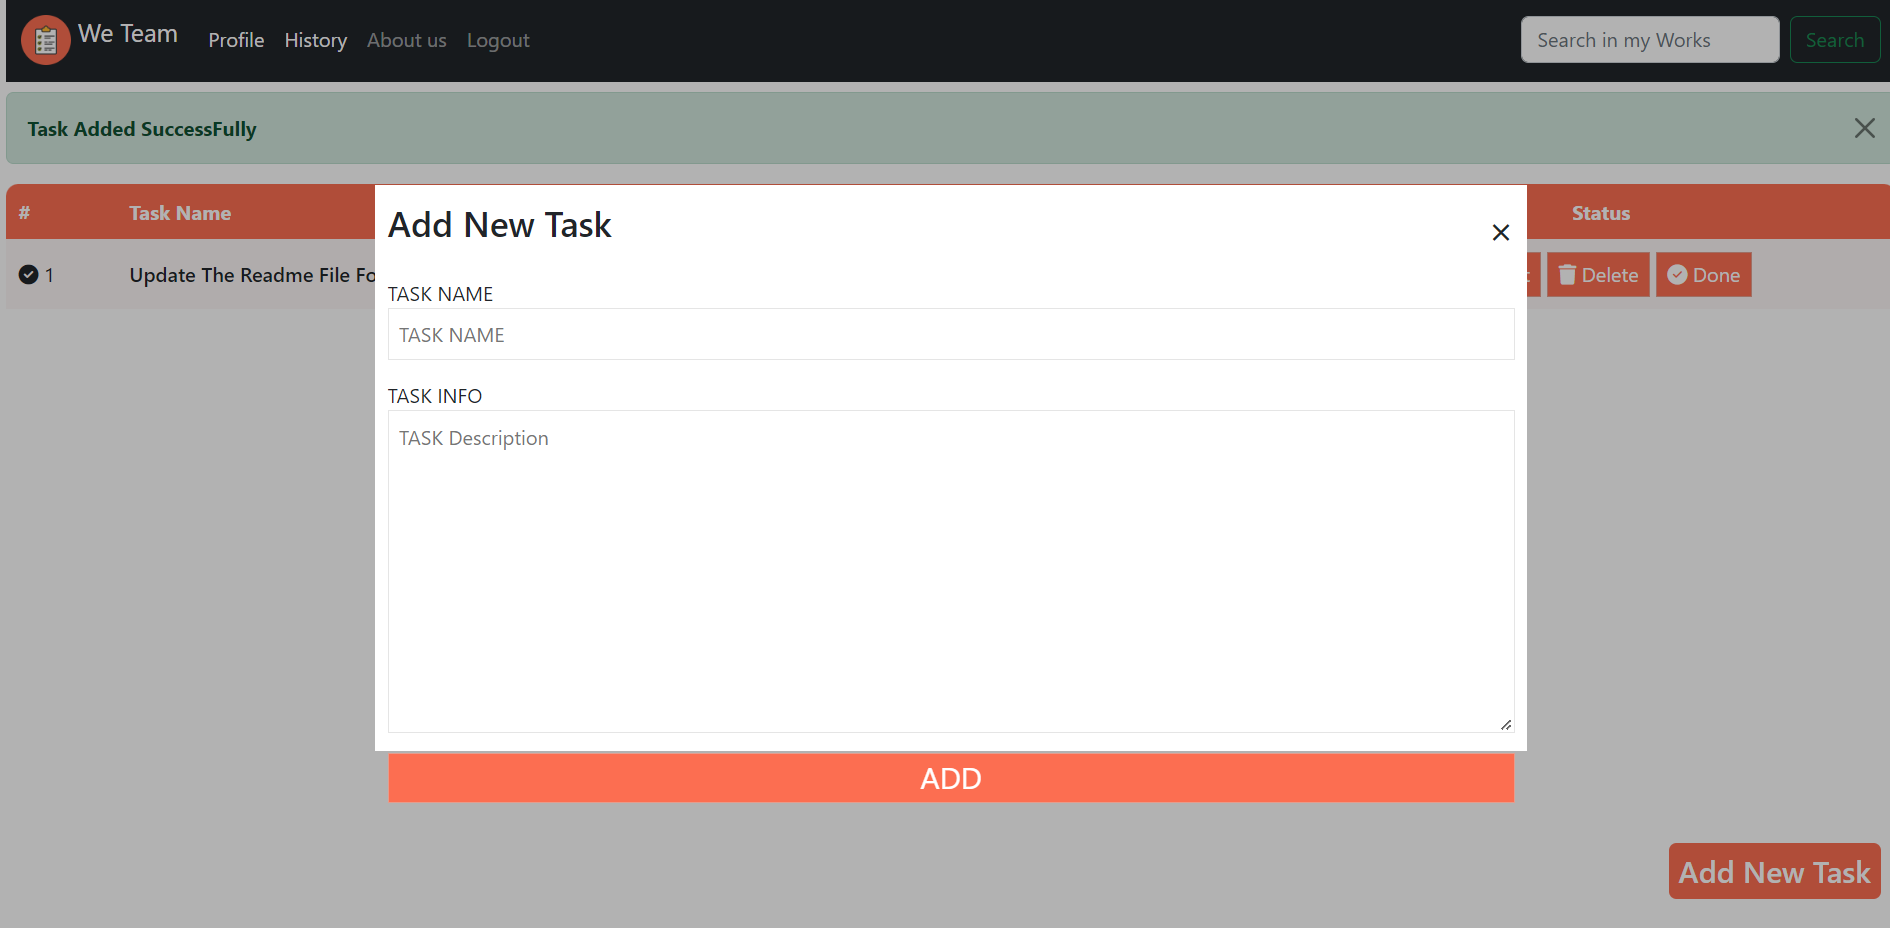 We Team Profile History About us Logout Search in my Works Search
Task Added SuccessFully
# Task Name Status
Add New Task
1 Update The Readme File Fo Delete Done
TASK NAME
TASK NAME
TASK INFO
TASK Description
ADD
Add New Task